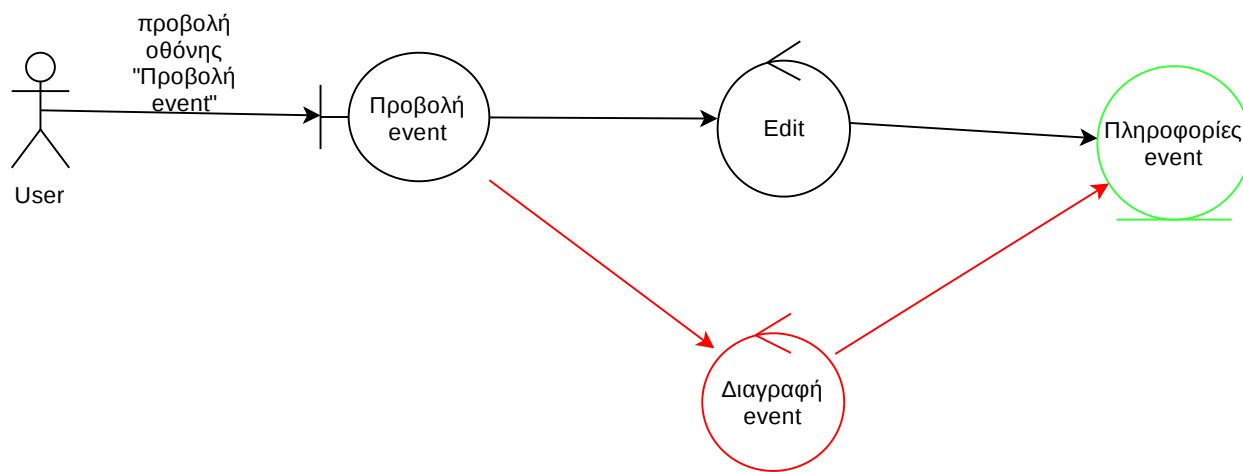 προβολή
οθόνης
"Προβολή
event"
User
Προβολή
event
Edit
Πληροφορίες
event
Διαγραφή
event